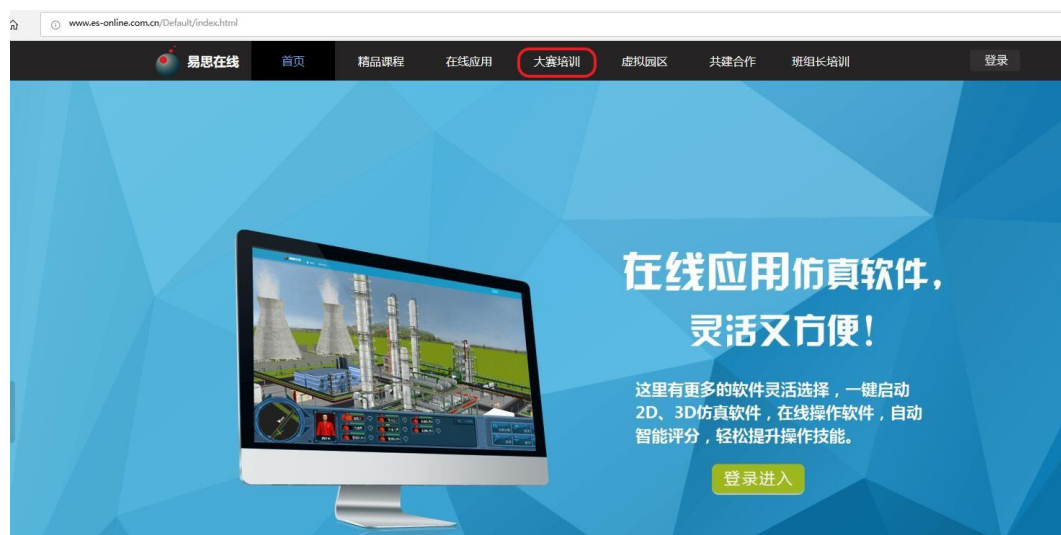 www.es-online.com.cn/Default/index.html
易思在线 首页 精品课程 在线应用 大赛培训 虚拟园区 共建合作 班组长培训 登录
在线应用仿真软件，
灵活又方便！
这里有更多的软件灵活选择，一键启动
2D、3D仿真软件，在线操作软件，自动
智能评分，轻松提升操作技能。
登录进入